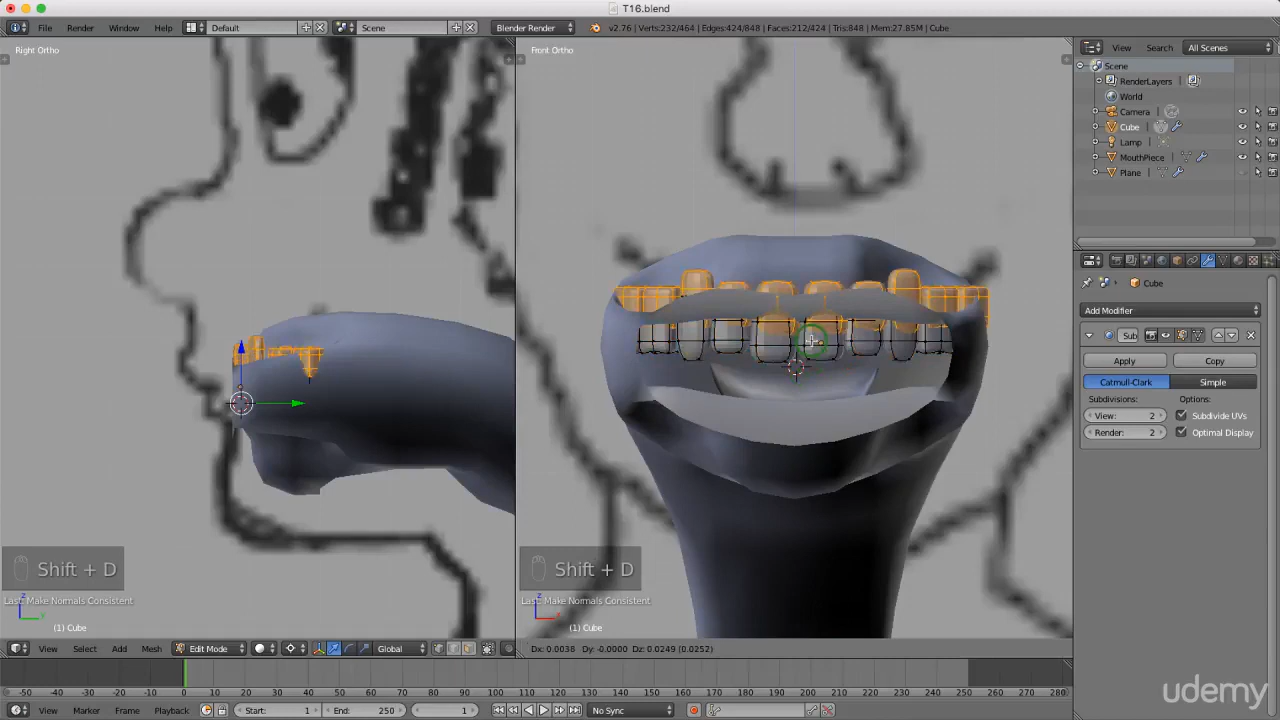 T16.blend
File Render Window Help Default Scene Blender Render v2.76 | Verts:232/464 | Edges:424/848 | Faces:212/424 | Tris:848 | Mem:27.85M | Cube
Right Ortho
Front Ortho
View Search All Scenes
Scene
RenderLayers
World
Camera
Cube
Lamp
MouthPiece
Plane
Cube
Add Modifier
Sub
Apply Copy
Catmull-Clark Simple
Subdivisions: Options:
View: 2 Subdivide UVs
Render: 2 Optimal Display
Shift + D
Shift + D
Last: Make Normals Consistent
Last: Make Normals Consistent
(1) Cube
(1) Cube
View Select Add Mesh Edit Mode Global
Dx: 0.0038 Dy: -0.0000 Dz: 0.0249 (0.0252)
-50 -40 -30 -20 -10 0 10 20 30 40 50 60 70 80 90 100 110 120 130 140 150 160 170 180 190 200 210 220 230 240 250 260 270 280
View Marker Frame Playback Start: 1 End: 250 1 No Sync
udemy